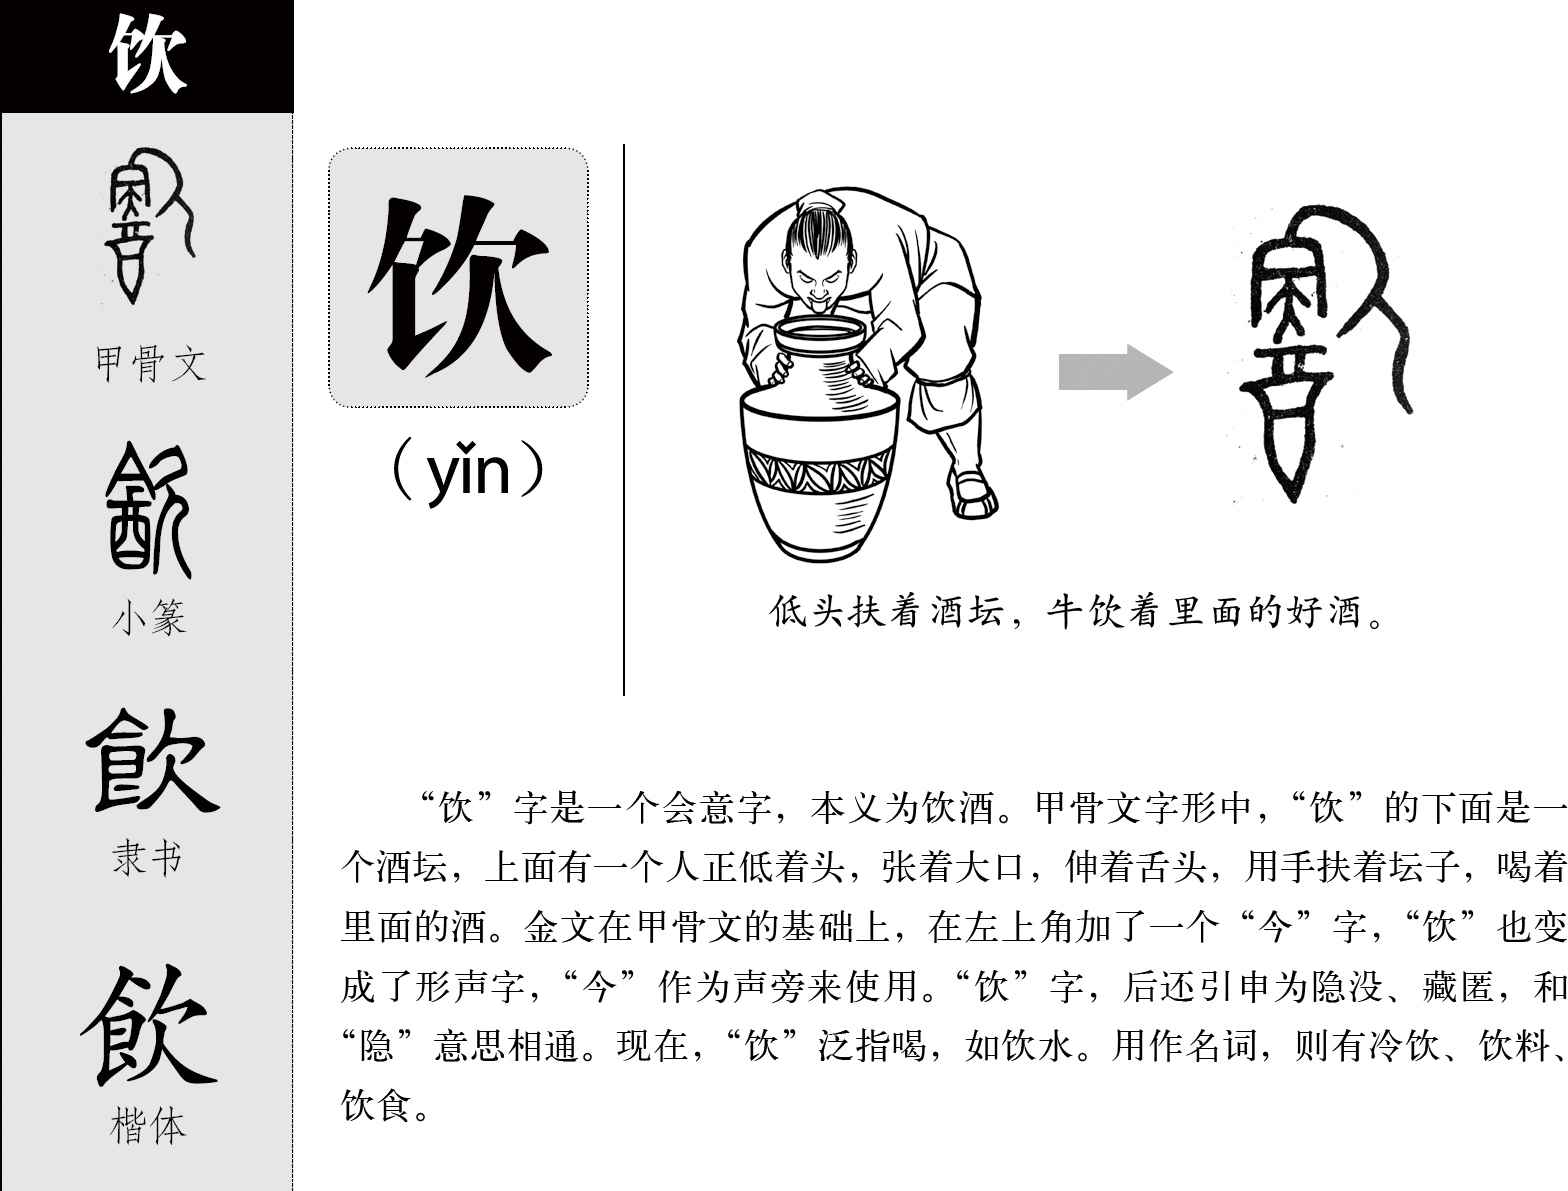 饮
甲骨文
小篆
隶书
楷体
饮
（yǐn）
低头扶着酒坛，牛饮着里面的好酒。
“饮”字是一个会意字，本义为饮酒。甲骨文字形中，“饮”的下面是一
个酒坛，上面有一个人正低着头，张着大口，伸着舌头，用手扶着坛子，喝着
里面的酒。金文在甲骨文的基础上，在左上角加了一个“今”字，“饮”也变
成了形声字，“今”作为声旁来使用。“饮”字，后还引申为隐没、藏匿，和
“隐”意思相通。现在，“饮”泛指喝，如饮水。用作名词，则有冷饮、饮料、
饮食。